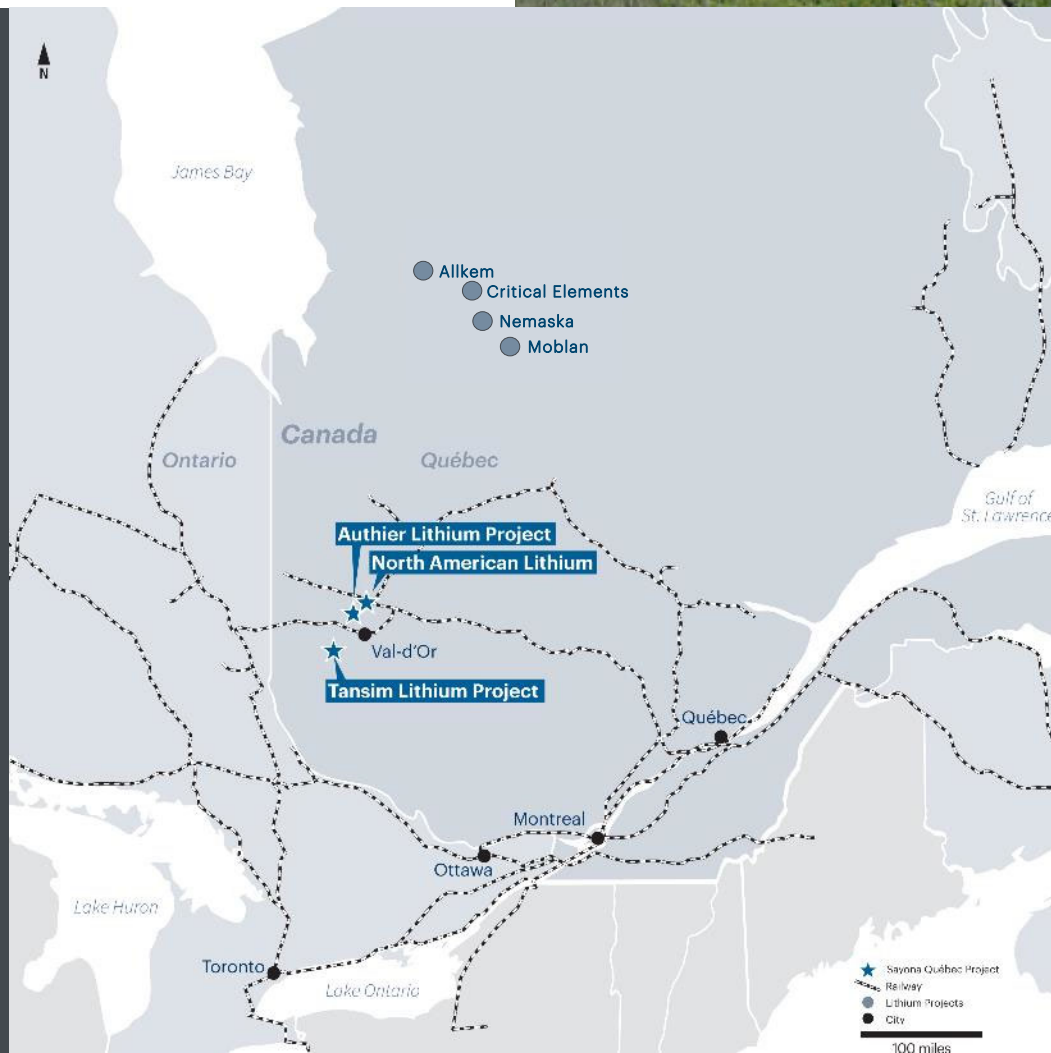 N
James Bay
Allkem
Critical Elements
Nemaska
Moblan
Canada
Ontario
Québec
Gulf of
St. Lawrence
Authier Lithium Project
North American Lithium
Val-d'Or
Tansim Lithium Project
Québec
Montreal
Ottawa
Lake Huron
Toronto
Lake Ontario
Sayona Québec Project
Railway
Lithium Projects
City
100 miles